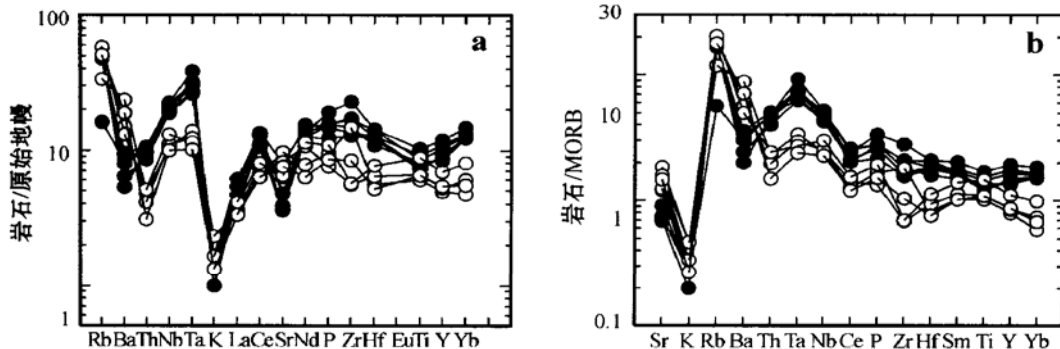 100
10
1
岩石/原始地幔
a
Rb Ba Th Nb Ta K La Ce Sr Nd P Zr Hf Eu Ti Y Yb
30
10
1
0.1
岩石/MORB
b
Sr K Rb Ba Th Ta Nb Ce P Zr Hf Sm Ti Y Yb